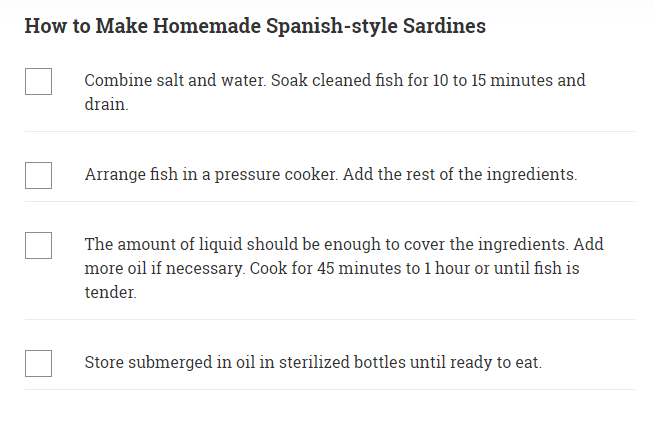 How to Make Homemade Spanish-style Sardines
Combine salt and water. Soak cleaned fish for 10 to 15 minutes and
drain.
Arrange fish in a pressure cooker. Add the rest of the ingredients.
The amount of liquid should be enough to cover the ingredients. Add
more oil if necessary. Cook for 45 minutes to 1 hour or until fish is
tender.
Store submerged in oil in sterilized bottles until ready to eat.